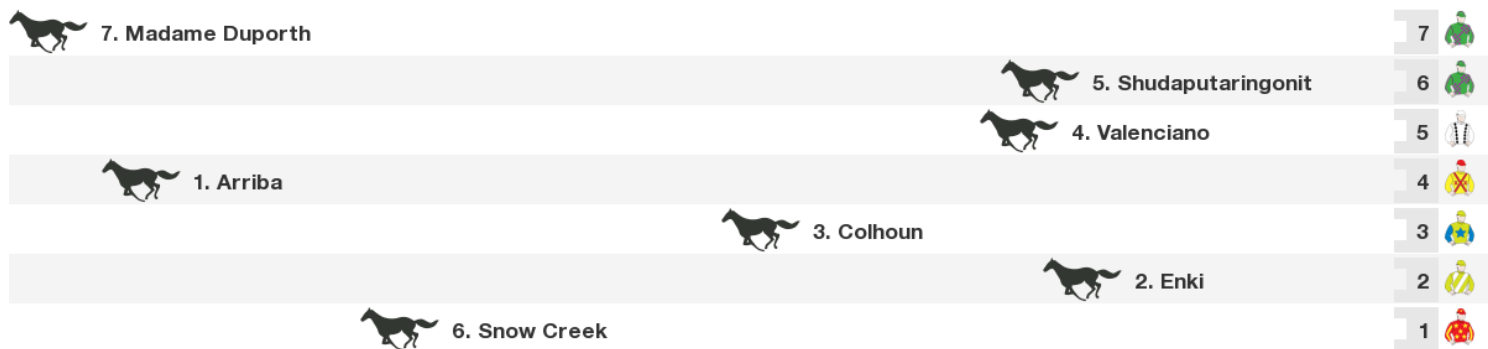 7. Madame Duporth 7
5. Shudaputaringonit 6
4. Valenciano 5
1. Arriba 4
3. Colhoun 3
2. Enki 2
6. Snow Creek 1